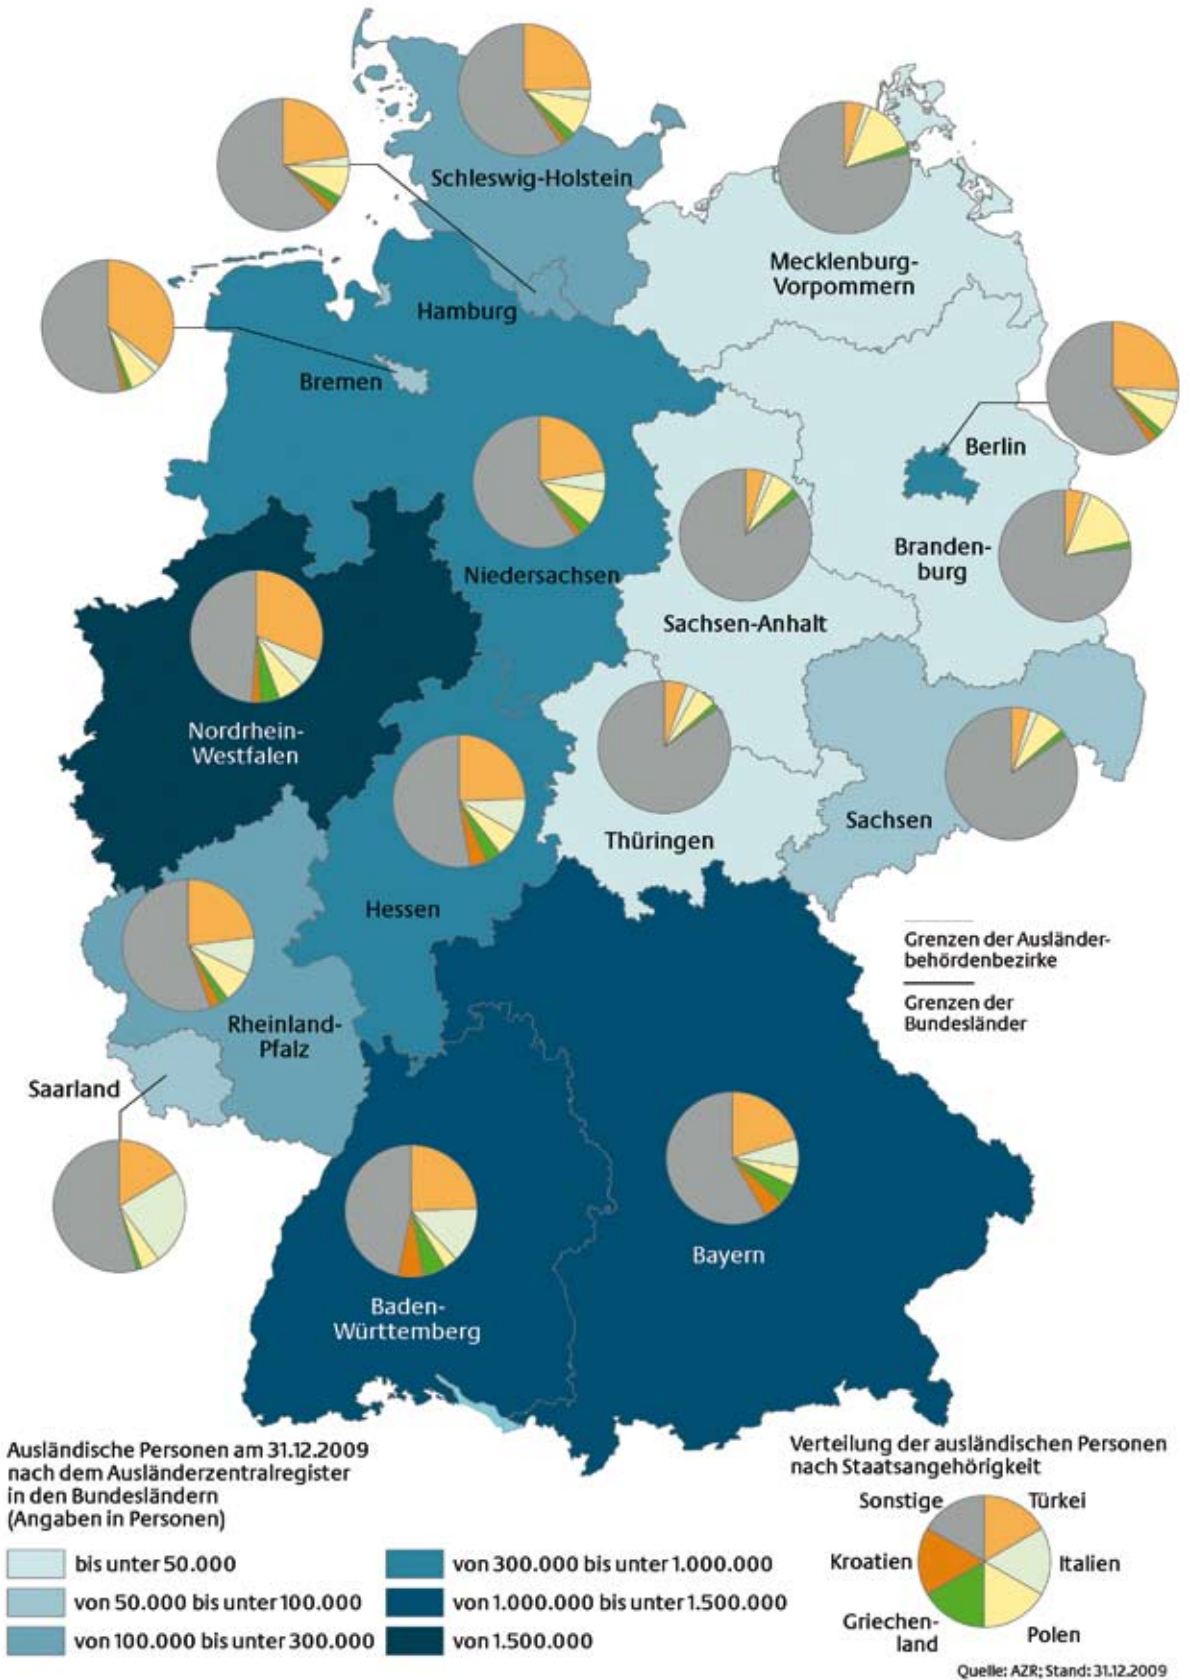 Schleswig-Holstein
Mecklenburg-
Vorpommern
Hamburg
Bremen
Berlin
Branden-
burg
Niedersachsen
Sachsen-Anhalt
Nordrhein-
Westfalen
Sachsen
Thüringen
Hessen
Grenzen der Ausländer-
behördenbezirke
Grenzen der
Bundesländer
Rheinland-
Pfalz
Saarland
Bayern
Baden-
Württemberg
Ausländische Personen am 31.12.2009
nach dem Ausländerzentralregister
in den Bundesländern
(Angaben in Personen)
bis unter 50.000
von 50.000 bis unter 100.000
von 100.000 bis unter 300.000
von 300.000 bis unter 1.000.000
von 1.000.000 bis unter 1.500.000
von 1.500.000
Verteilung der ausländischen Personen
nach Staatsangehörigkeit
Sonstige
Türkei
Kroatien
Italien
Griechen-
land
Polen
Quelle: AZR; Stand: 31.12.2009